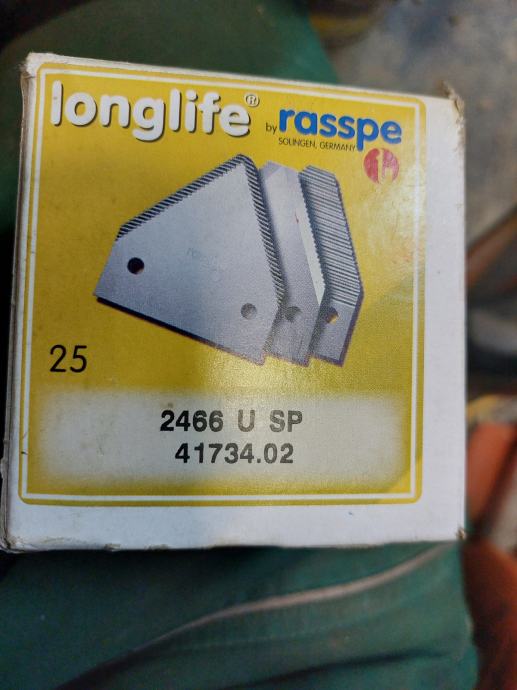 longlife®
by rasspe
SOLINGEN, GERMANY
25
2466 U SP
41734.02